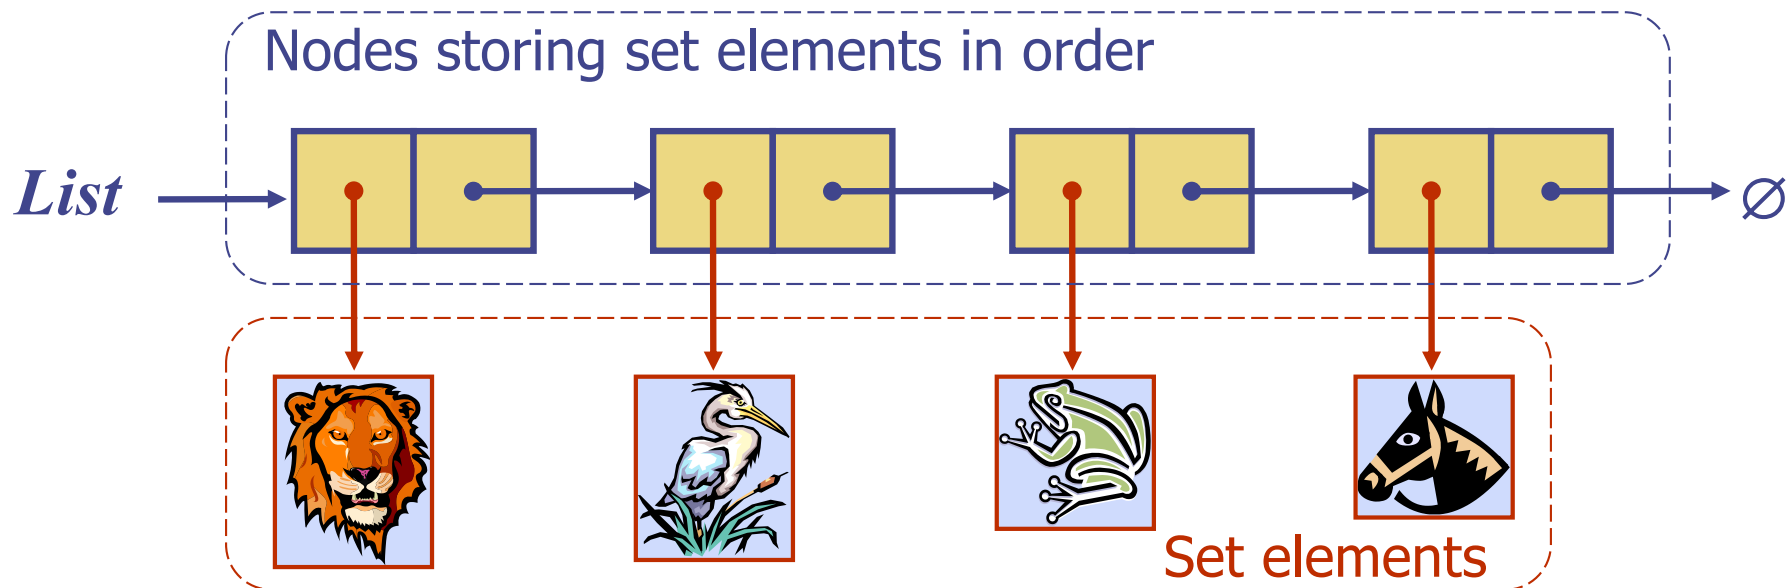 Nodes storing set elements in order
List
∅
Set elements